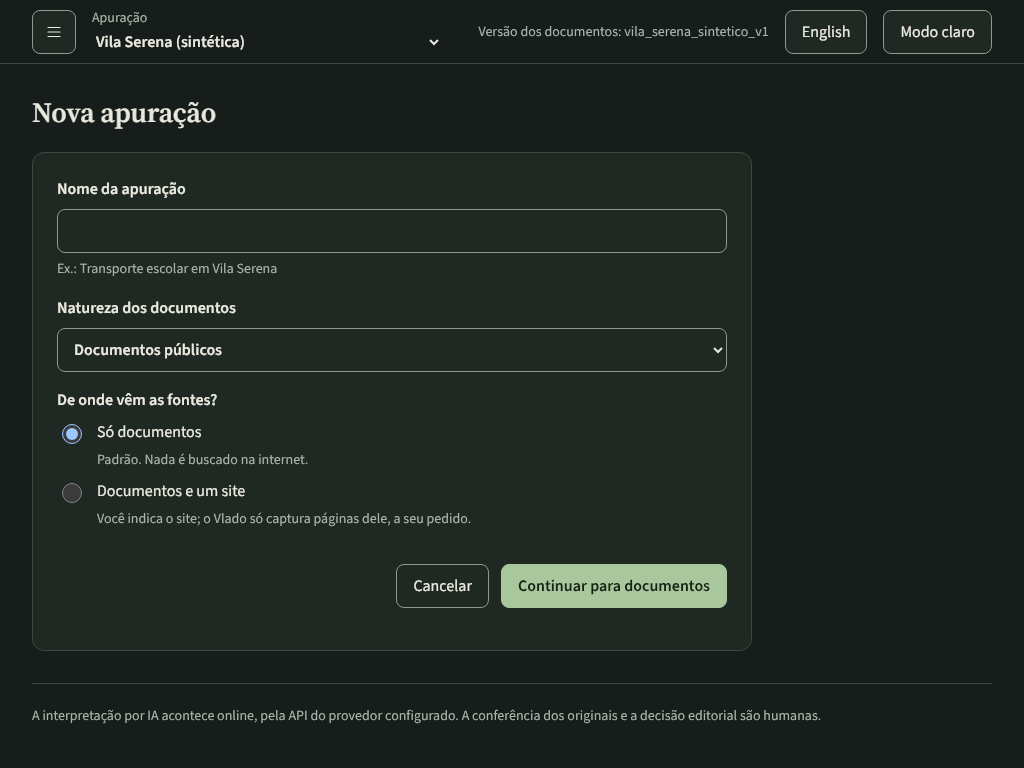 Apuração
Vila Serena (sintética)
Versão dos documentos: vila_serena_sintetico_v1
English
Modo claro
Nova apuração
Nome da apuração
Ex.: Transporte escolar em Vila Serena
Natureza dos documentos
Documentos públicos
De onde vêm as fontes?
Só documentos
Padrão. Nada é buscado na internet.
Documentos e um site
Você indica o site; o Vlado só captura páginas dele, a seu pedido.
Cancelar
Continuar para documentos
A interpretação por IA acontece online, pela API do provedor configurado. A conferência dos originais e a decisão editorial são humanas.